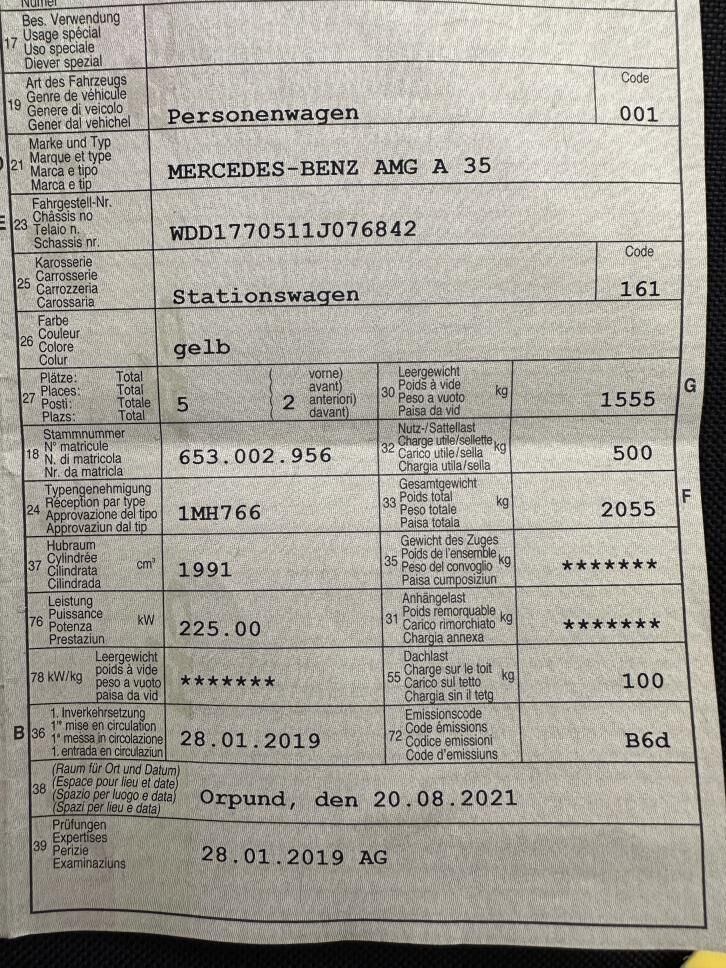 17 Bes. Verwendung
Usage spécial
Uso speciale
Diever spezial
19 Art des Fahrzeugs
Genre de véhicule
Genere di veicolo
Gener dal vehichel
Personenwagen
Code
001
21 Marke und Typ
Marque et type
Marca e tipo
Marca e tip
MERCEDES-BENZ AMG A 35
23 Fahrgestell-Nr.
Châssis no
Telaio n.
Schassis nr.
WDD1770511J076842
25 Karosserie
Carrosserie
Carrozzeria
Carossaria
Stationswagen
Code
161
26 Farbe
Couleur
Colore
Colur
gelb
27 Plätze: Total
Places: Total
Posti: Totale
Plazs: Total
5
( vorne)
( avant)
( 2 anteriori)
( davant)
30 Leergewicht
Poids à vide
Peso a vuoto
Paisa da vid
kg
1555
G
18 Stammnummer
N° matricule
N. di matricola
Nr. da matricla
653.002.956
32 Nutz-/Sattellast
Charge utile/sellette
Carico utile/sella
Chargia utila/sella
kg
500
24 Typengenehmigung
Réception par type
Approvazione del tipo
Approvaziun dal tip
1MH766
33 Gesamtgewicht
Poids total
Peso totale
Paisa totala
kg
2055
F
37 Hubraum
Cylindrée
Cilindrata
Cilindrada
cm³
1991
35 Gewicht des Zuges
Poids de l'ensemble
Peso del convoglio
Paisa cumposiziun
kg
*******
76 Leistung
Puissance
Potenza
Prestaziun
kW
225.00
31 Anhängelast
Poids remorquable
Carico rimorchiato
Chargia annexa
kg
*******
78 kW/kg
Leergewicht
poids à vide
peso a vuoto
paisa da vid
*******
55 Dachlast
Charge sur le toit
Carico sul tetto
Chargia sin il tetg
kg
100
B
36 1. Inverkehrsetzung
1re mise en circulation
1a messa in circolazione
1. entrada en circulaziun
28.01.2019
72 Emissionscode
Code émissions
Codice emissioni
Code d'emissiuns
B6d
38 (Raum für Ort und Datum)
(Espace pour lieu et date)
(Spazio per luogo e data)
(Spazi per lieu e data)
Orpund, den 20.08.2021
39 Prüfungen
Expertises
Perizie
Examinaziuns
28.01.2019 AG